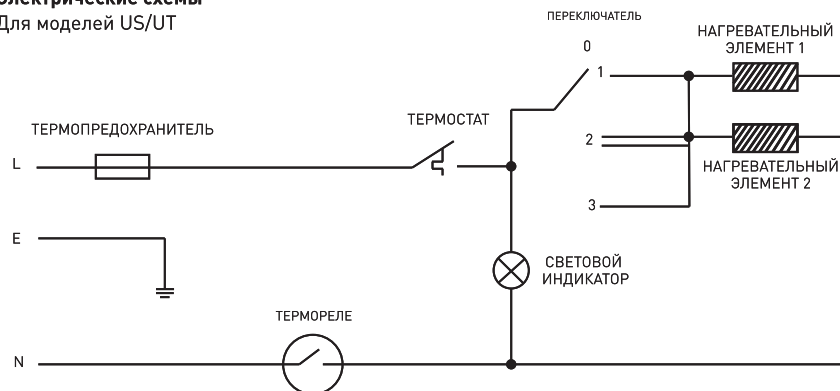 Электрические схемы
Для моделей US/UT
ПЕРЕКЛЮЧАТЕЛЬ
0
1
НАГРЕВАТЕЛЬНЫЙ
ЭЛЕМЕНТ 1
ТЕРМОПРЕДОХРАНИТЕЛЬ
ТЕРМОСТАТ
L
2
НАГРЕВАТЕЛЬНЫЙ
ЭЛЕМЕНТ 2
3
E
СВЕТОВОЙ
ИНДИКАТОР
ТЕРМОРЕЛЕ
N